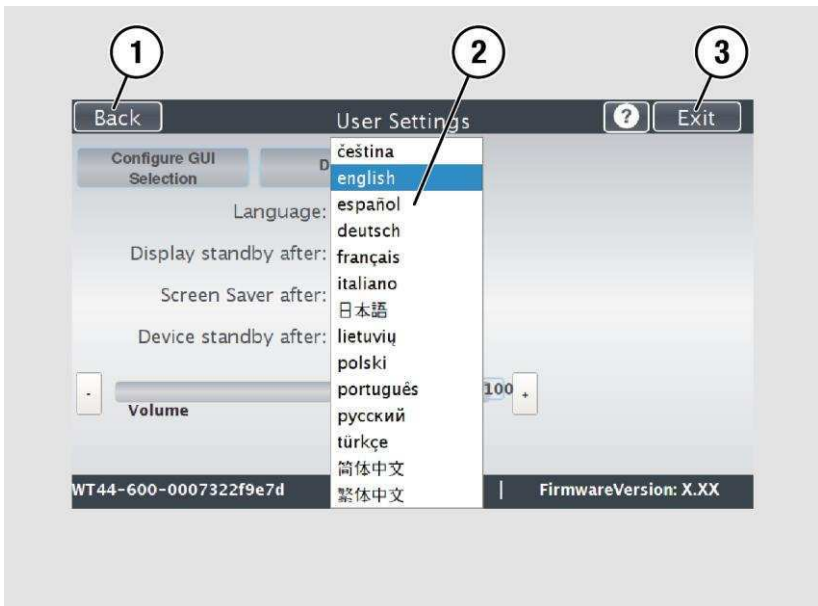 1
2
3
Back
User Settings
?
Exit
Configure GUI
Selection
D
čeština
english
español
deutsch
français
italiano
日本語
lietuvių
polski
português
русский
türkçe
简体中文
繁体中文
Language:
Display standby after:
Screen Saver after:
Device standby after:
-
Volume
100
+
WT44-600-0007322f9e7d
|
FirmwareVersion: X.XX